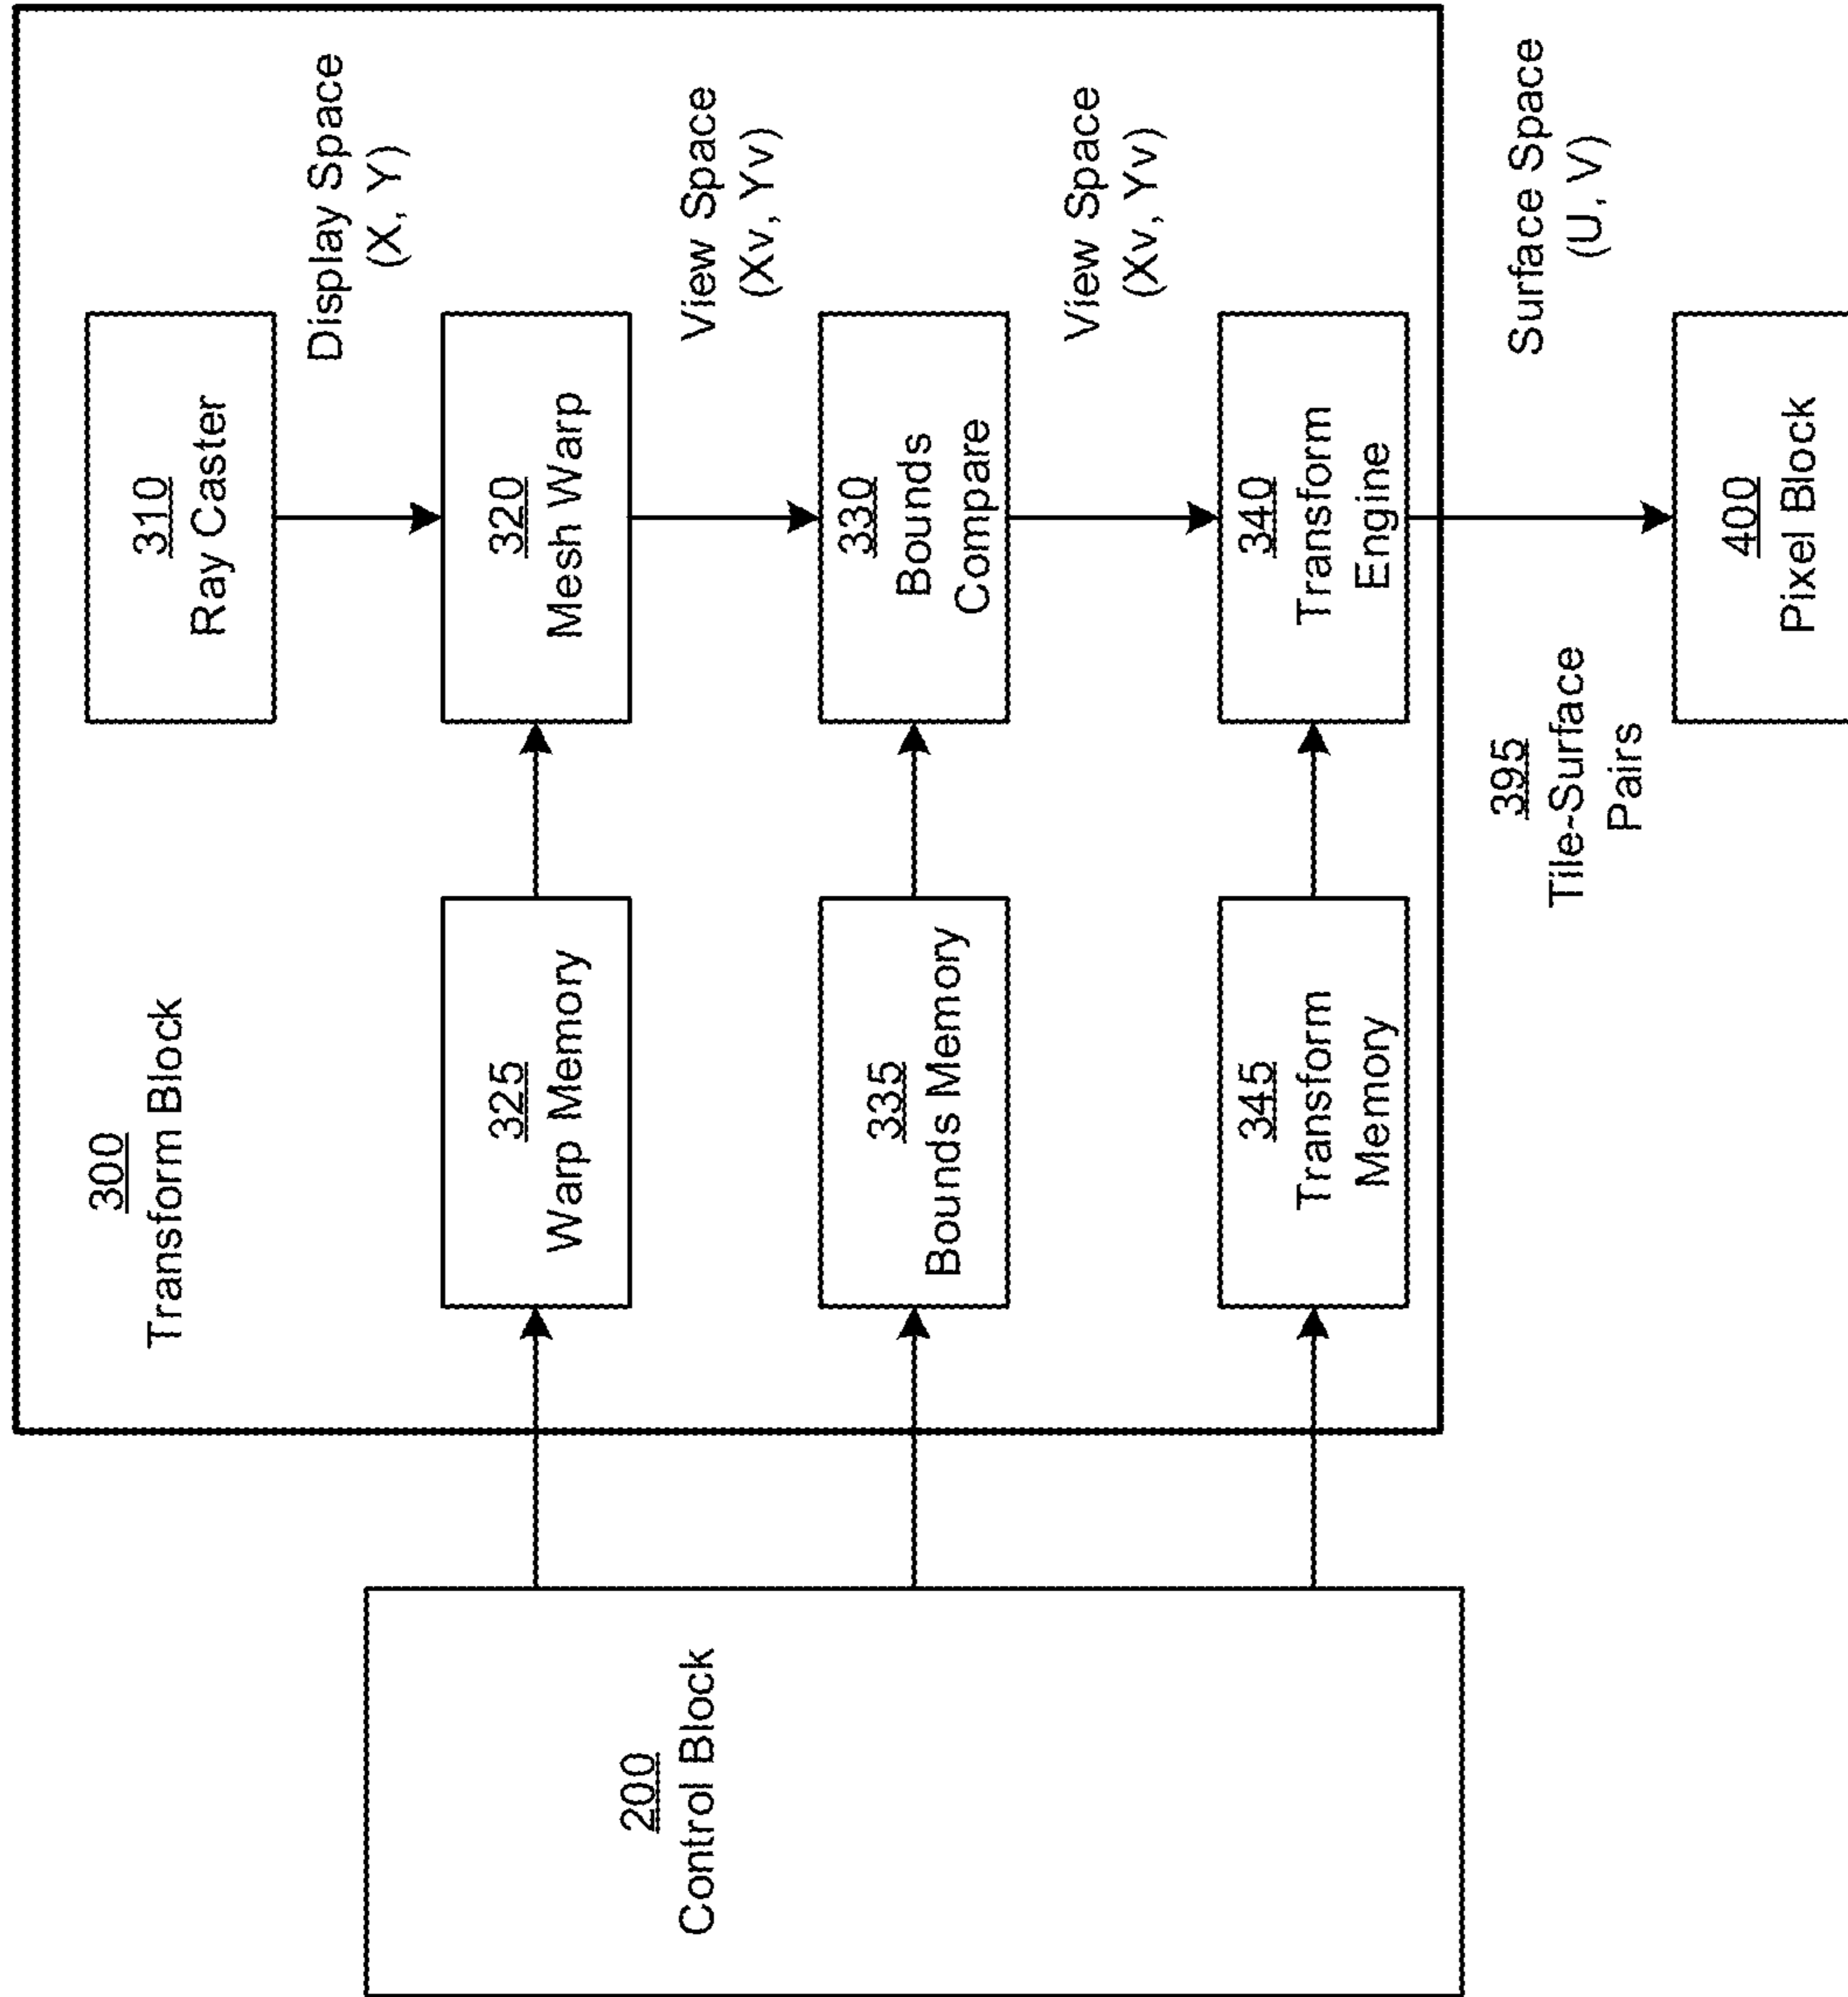 300
Transform Block
310
Ray Caster
Display Space
(X, Y)
325
Warp Memory
320
Mesh Warp
View Space
(Xv, Yv)
335
Bounds Memory
330
Bounds
Compare
View Space
(Xv, Yv)
345
Transform
Memory
340
Transform
Engine
200
Control Block
395
Tile-Surface
Pairs
Surface Space
(U, V)
400
Pixel Block